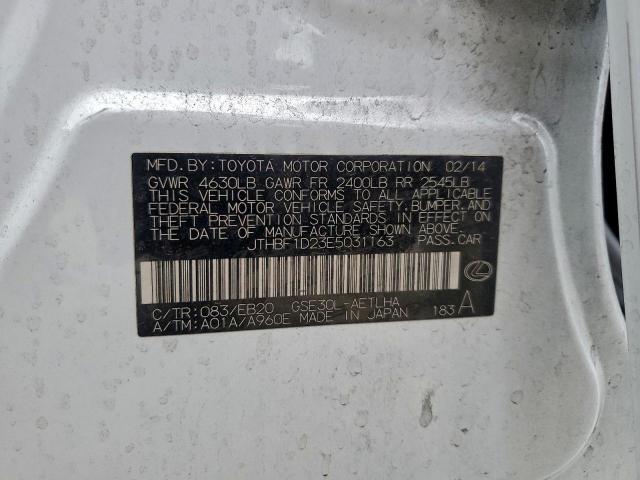 MFD.BY:TOYOTA MOTOR CORPORATION 02/14
GVWR 4630LB GAWR FR 2400LB RR 2545LB
THIS VEHICLE CONFORMS TO ALL APPLICABLE
FEDERAL MOTOR VEHICLE SAFETY,BUMPER,AND
THEFT PREVENTION STANDARDS IN EFFECT ON
THE DATE OF MANUFACTURE SHOWN ABOVE.
JTHBF1D23E5031163 PASS.CAR
C/TR:083/EB20 GSE30L-AETLHA
A/TM:A01A/A960E MADE IN JAPAN 183 A